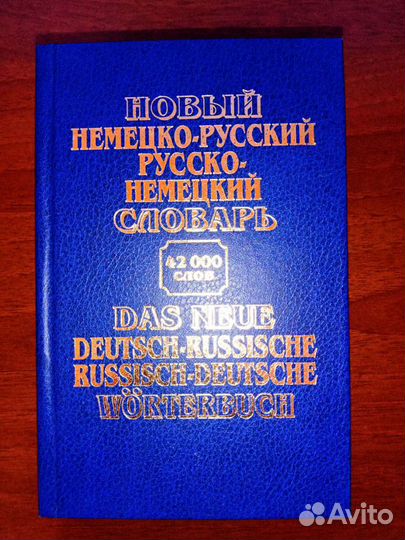 НОВЫЙ
НЕМЕЦКО-РУССКИЙ
РУССКО-
НЕМЕЦКИЙ
СЛОВАРЬ
42 000
СЛОВ
DAS NEUE
DEUTSCH-RUSSISCHE
RUSSISCH-DEUTSCHE
WÖRTERBUCH
Avito